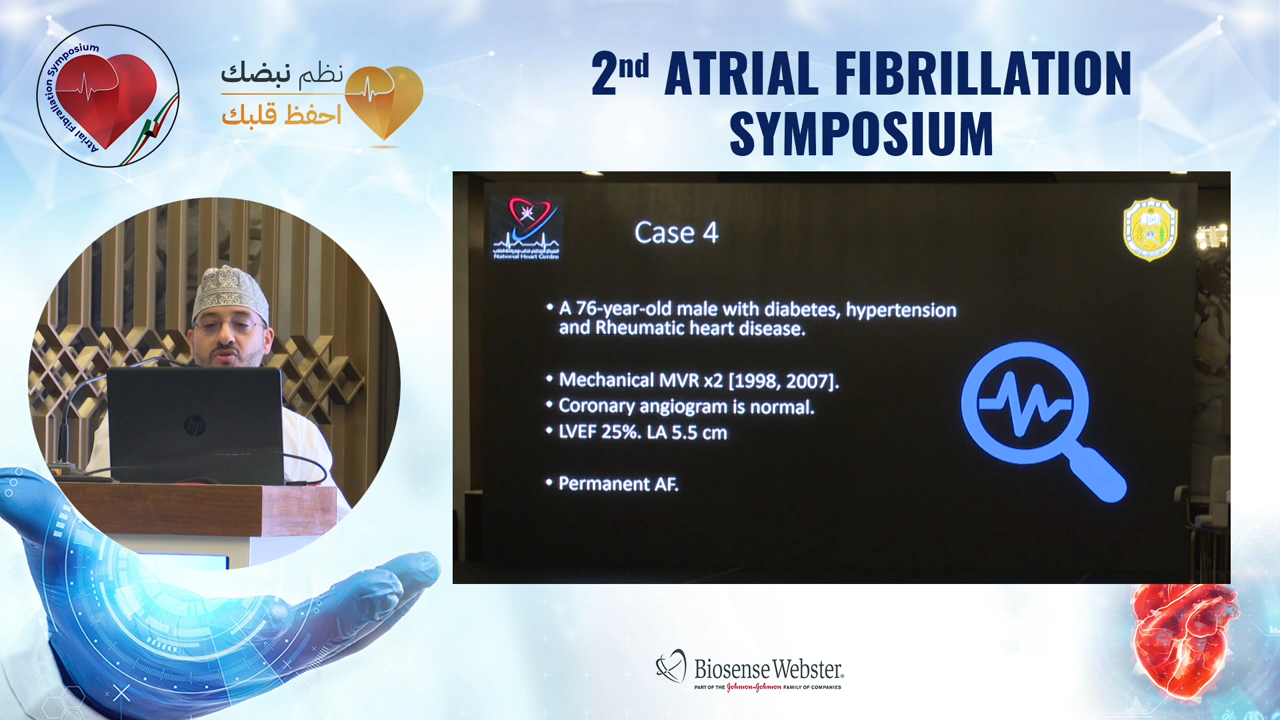 Atrial Fibrallation Symposium
نظم نبضك
احفظ قلبك
2nd ATRIAL FIBRILLATION
SYMPOSIUM
National Heart Centre
Case 4
• A 76-year-old male with diabetes, hypertension
and Rheumatic heart disease.
• Mechanical MVR x2 [1998, 2007].
• Coronary angiogram is normal.
• LVEF 25%. LA 5.5 cm
• Permanent AF.
hp
Biosense Webster®
PART OF THE Johnson & Johnson FAMILY OF COMPANIES